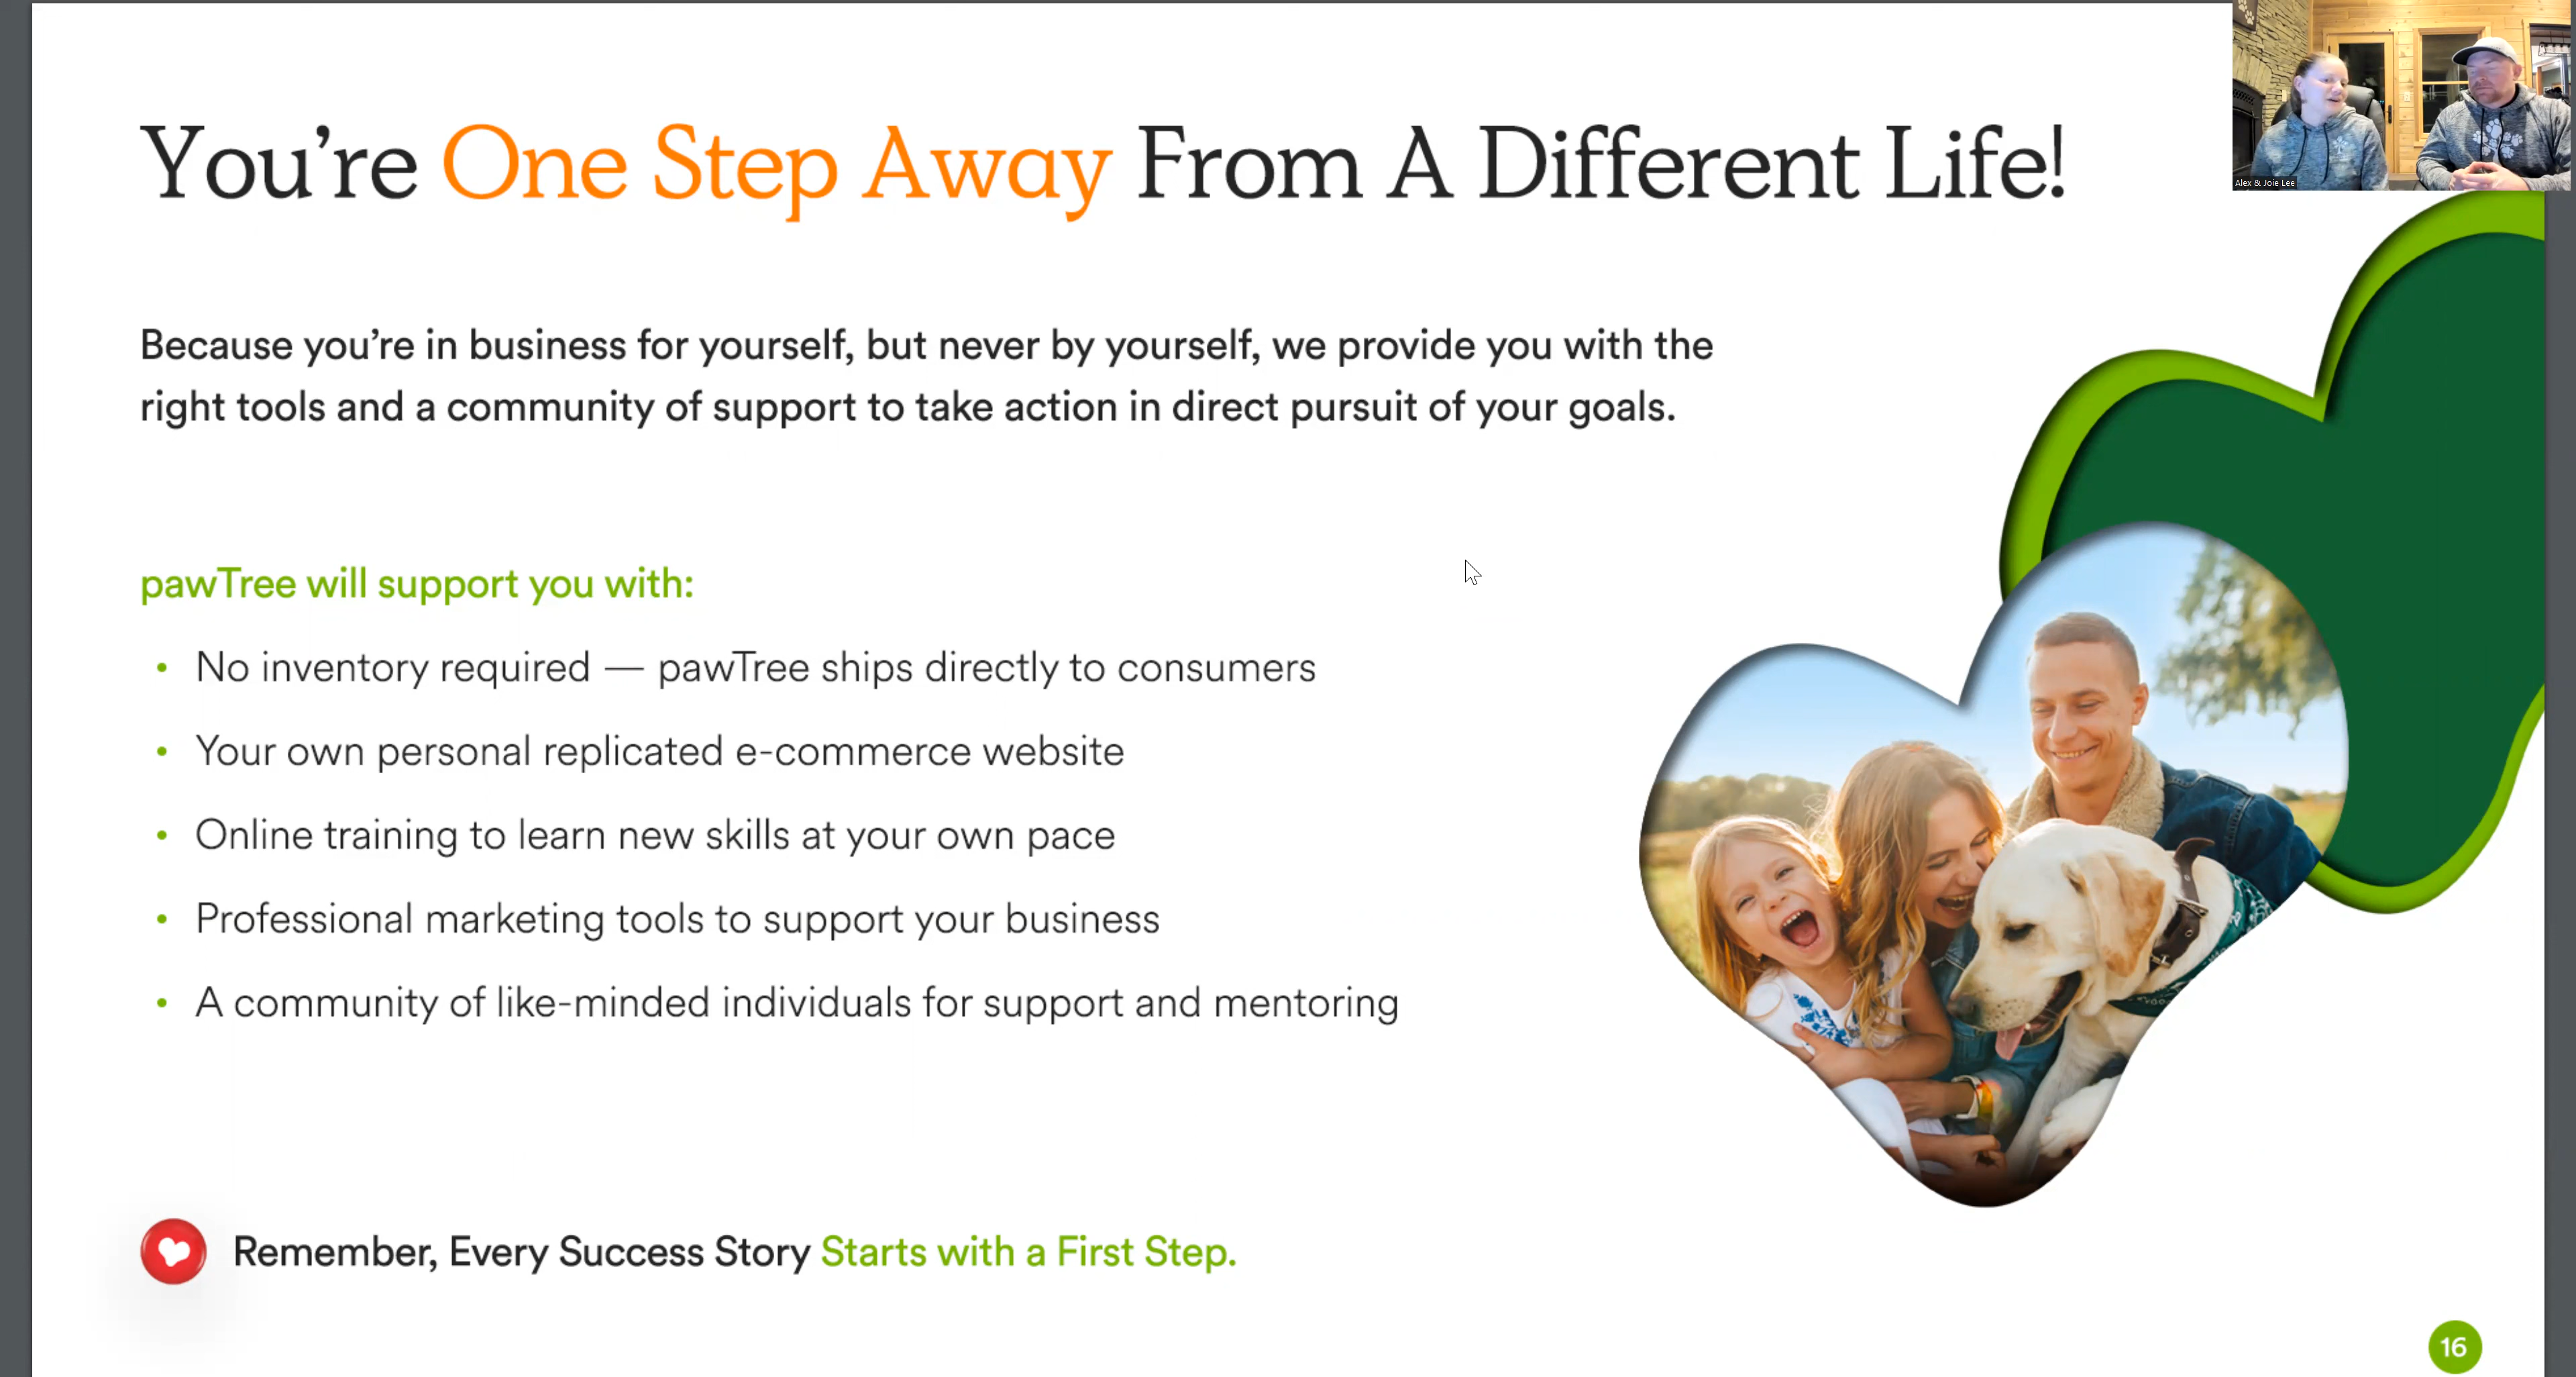 You're One Step Away From A Different Life!
Alex & Joie Lee
Because you're in business for yourself, but never by yourself, we provide you with the
right tools and a community of support to take action in direct pursuit of your goals.
pawTree will support you with:
• No inventory required — pawTree ships directly to consumers
• Your own personal replicated e-commerce website
• Online training to learn new skills at your own pace
• Professional marketing tools to support your business
• A community of like-minded individuals for support and mentoring
Remember, Every Success Story Starts with a First Step.
16